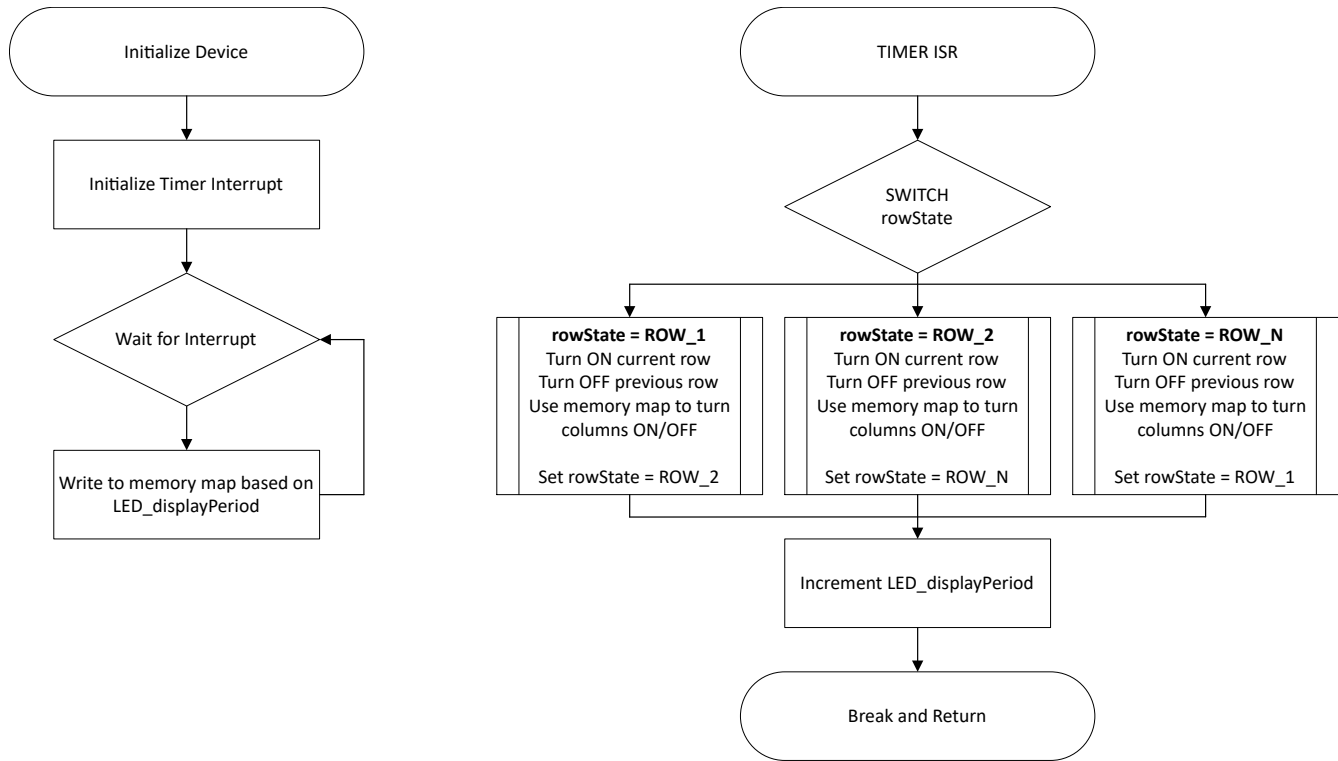 Initialize Device
Initialize Timer Interrupt
Wait for Interrupt
Write to memory map based on
LED_displayPeriod
TIMER ISR
SWITCH
rowState
rowState = ROW_1
Turn ON current row
Turn OFF previous row
Use memory map to turn
columns ON/OFF
Set rowState = ROW_2
rowState = ROW_2
Turn ON current row
Turn OFF previous row
Use memory map to turn
columns ON/OFF
Set rowState = ROW_N
rowState = ROW_N
Turn ON current row
Turn OFF previous row
Use memory map to turn
columns ON/OFF
Set rowState = ROW_1
Increment LED_displayPeriod
Break and Return